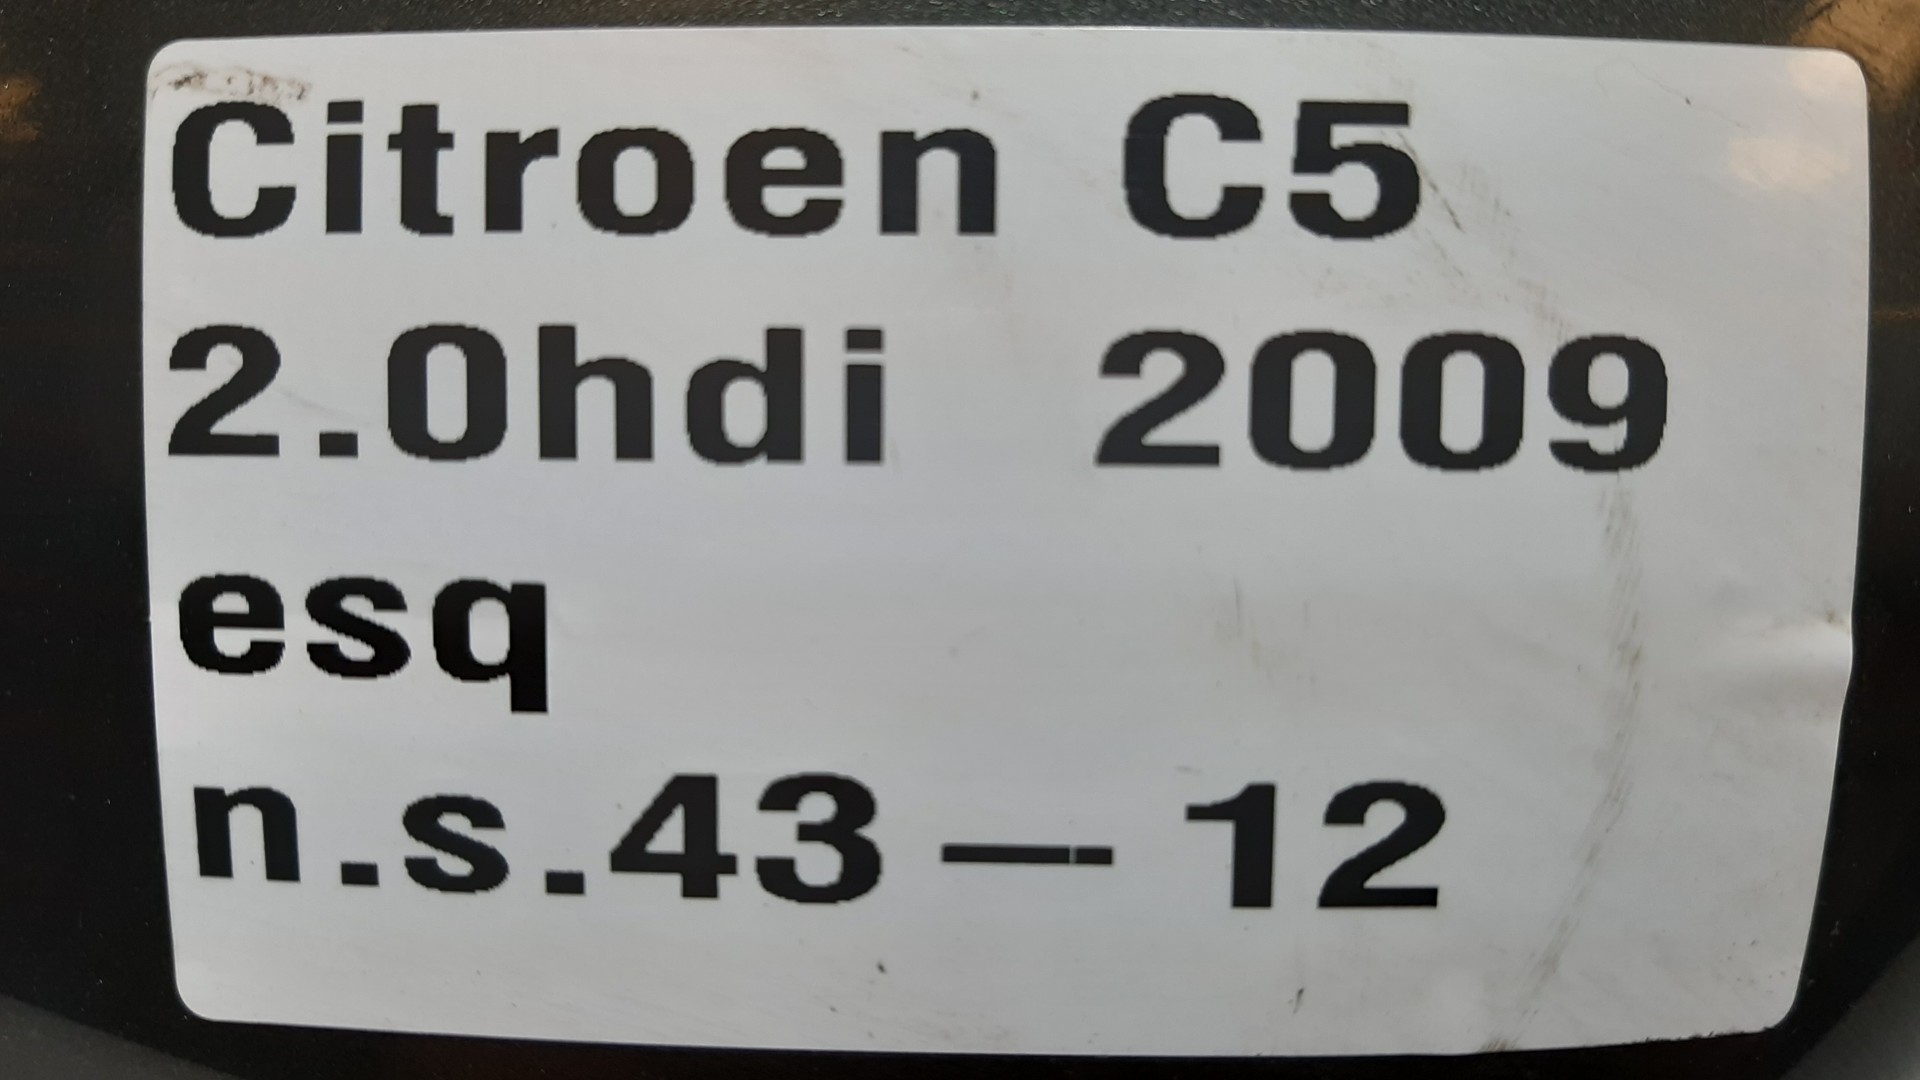 Citroen C5
2.0hdi 2009
esq
n.s.43-12